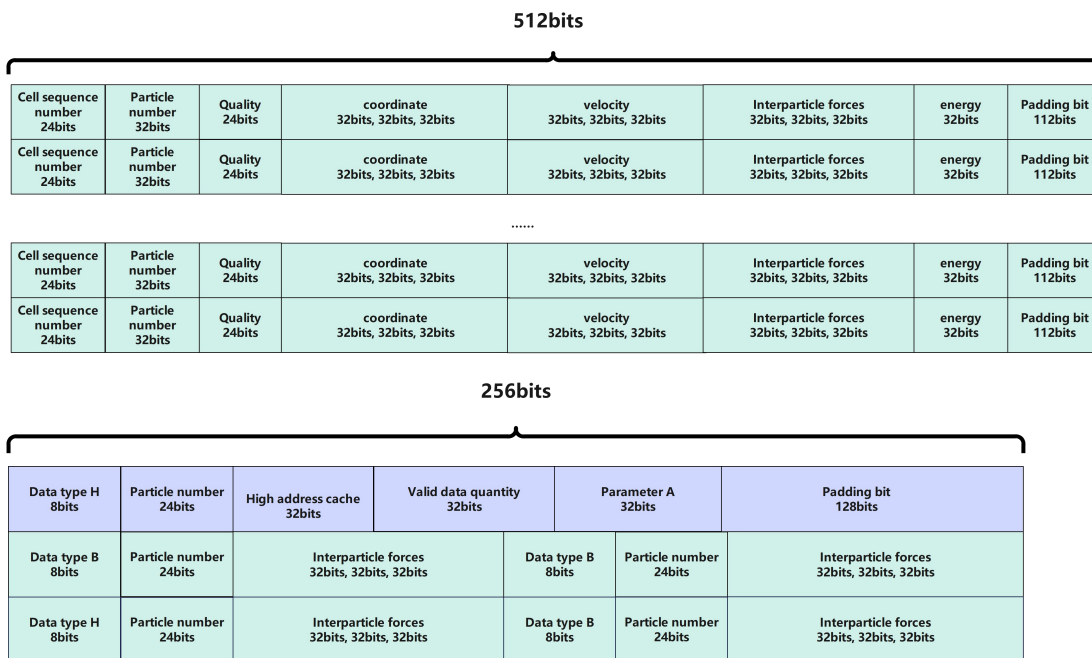 512bits
Cell sequence number 24bits Particle number 32bits Quality 24bits coordinate 32bits, 32bits, 32bits velocity 32bits, 32bits, 32bits Interparticle forces 32bits, 32bits, 32bits energy 32bits Padding bit 112bits
Cell sequence number 24bits Particle number 32bits Quality 24bits coordinate 32bits, 32bits, 32bits velocity 32bits, 32bits, 32bits Interparticle forces 32bits, 32bits, 32bits energy 32bits Padding bit 112bits
......
Cell sequence number 24bits Particle number 32bits Quality 24bits coordinate 32bits, 32bits, 32bits velocity 32bits, 32bits, 32bits Interparticle forces 32bits, 32bits, 32bits energy 32bits Padding bit 112bits
Cell sequence number 24bits Particle number 32bits Quality 24bits coordinate 32bits, 32bits, 32bits velocity 32bits, 32bits, 32bits Interparticle forces 32bits, 32bits, 32bits energy 32bits Padding bit 112bits
256bits
Data type H 8bits Particle number 24bits High address cache 32bits Valid data quantity 32bits Parameter A 32bits Padding bit 128bits
Data type B 8bits Particle number 24bits Interparticle forces 32bits, 32bits, 32bits Data type B 8bits Particle number 24bits Interparticle forces 32bits, 32bits, 32bits
Data type H 8bits Particle number 24bits Interparticle forces 32bits, 32bits, 32bits Data type B 8bits Particle number 24bits Interparticle forces 32bits, 32bits, 32bits